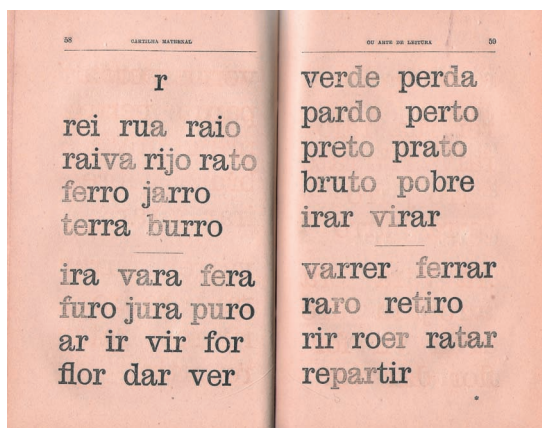 58 CARTILHA MATERNAL
r
rei rua raio
raiva rijo rato
ferro jarro
terra burro
ira vara fera
furo jura puro
ar ir vir for
flor dar ver
OU ARTE DE LEITURA 59
verde perda
pardo perto
preto prato
bruto pobre
irar virar
varrer ferrar
raro retiro
rir roer ratar
repartir
*